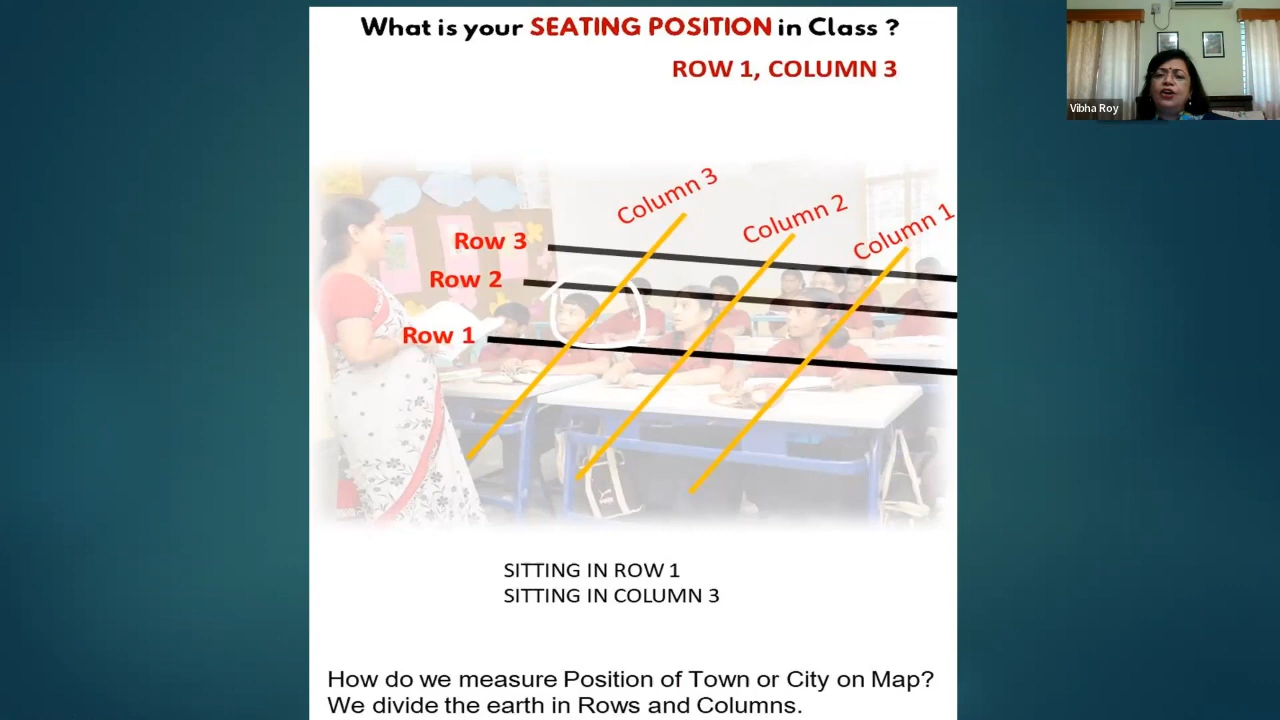 What is your SEATING POSITION in Class ?
ROW 1, COLUMN 3
Vibha Roy
Column 3
Column 2
Column 1
Row 3
Row 2
Row 1
SITTING IN ROW 1
SITTING IN COLUMN 3
How do we measure Position of Town or City on Map?
We divide the earth in Rows and Columns.